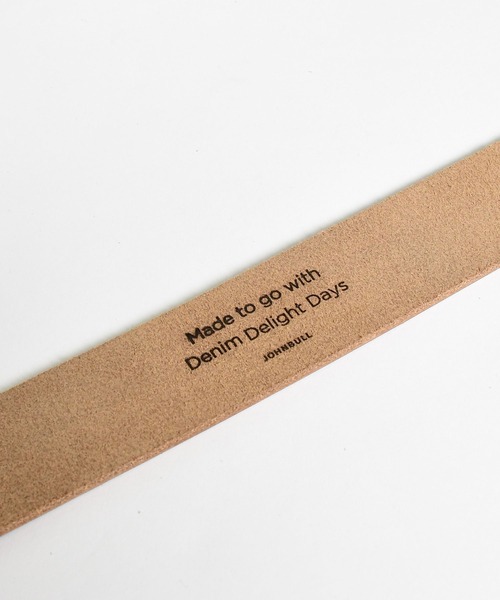 Made to go with
Denim Delight Days
JOHNBULL